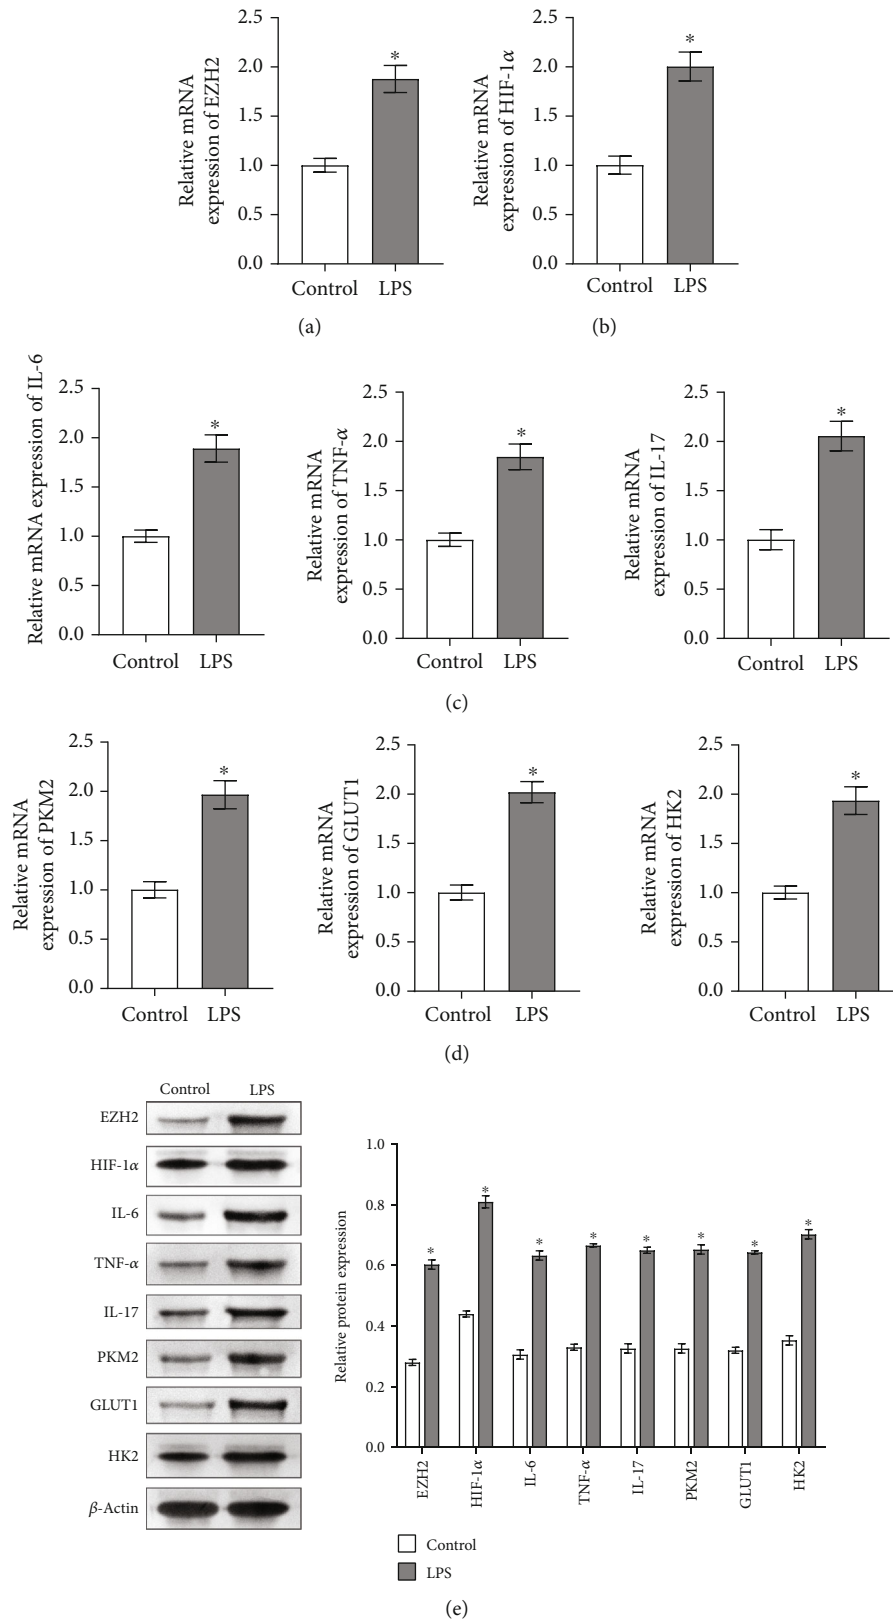 Relative mRNA
expression of EZH2
2.5
2.0
1.5
1.0
0.5
0.0
*
Control LPS
(a)
Relative mRNA
expression of HIF-1α
2.5
2.0
1.5
1.0
0.5
0.0
*
Control LPS
(b)
Relative mRNA expression of IL-6
2.5
2.0
1.5
1.0
0.5
0.0
*
Control LPS
Relative mRNA
expression of TNF-α
2.5
2.0
1.5
1.0
0.5
0.0
*
Control LPS
Relative mRNA
expression of IL-17
2.5
2.0
1.5
1.0
0.5
0.0
*
Control LPS
(c)
Relative mRNA
expression of PKM2
2.5
2.0
1.5
1.0
0.5
0.0
*
Control LPS
Relative mRNA
expression of GLUT1
2.5
2.0
1.5
1.0
0.5
0.0
*
Control LPS
Relative mRNA
expression of HK2
2.5
2.0
1.5
1.0
0.5
0.0
*
Control LPS
(d)
Control LPS
EZH2
HIF-1α
IL-6
TNF-α
IL-17
PKM2
GLUT1
HK2
β-Actin
Relative protein expression
1.0
0.8
0.6
0.4
0.2
0.0
* * * * * * * *
EZH2
HIF-1α
IL-6
TNF-α
IL-17
PKM2
GLUT1
HK2
Control
LPS
(e)